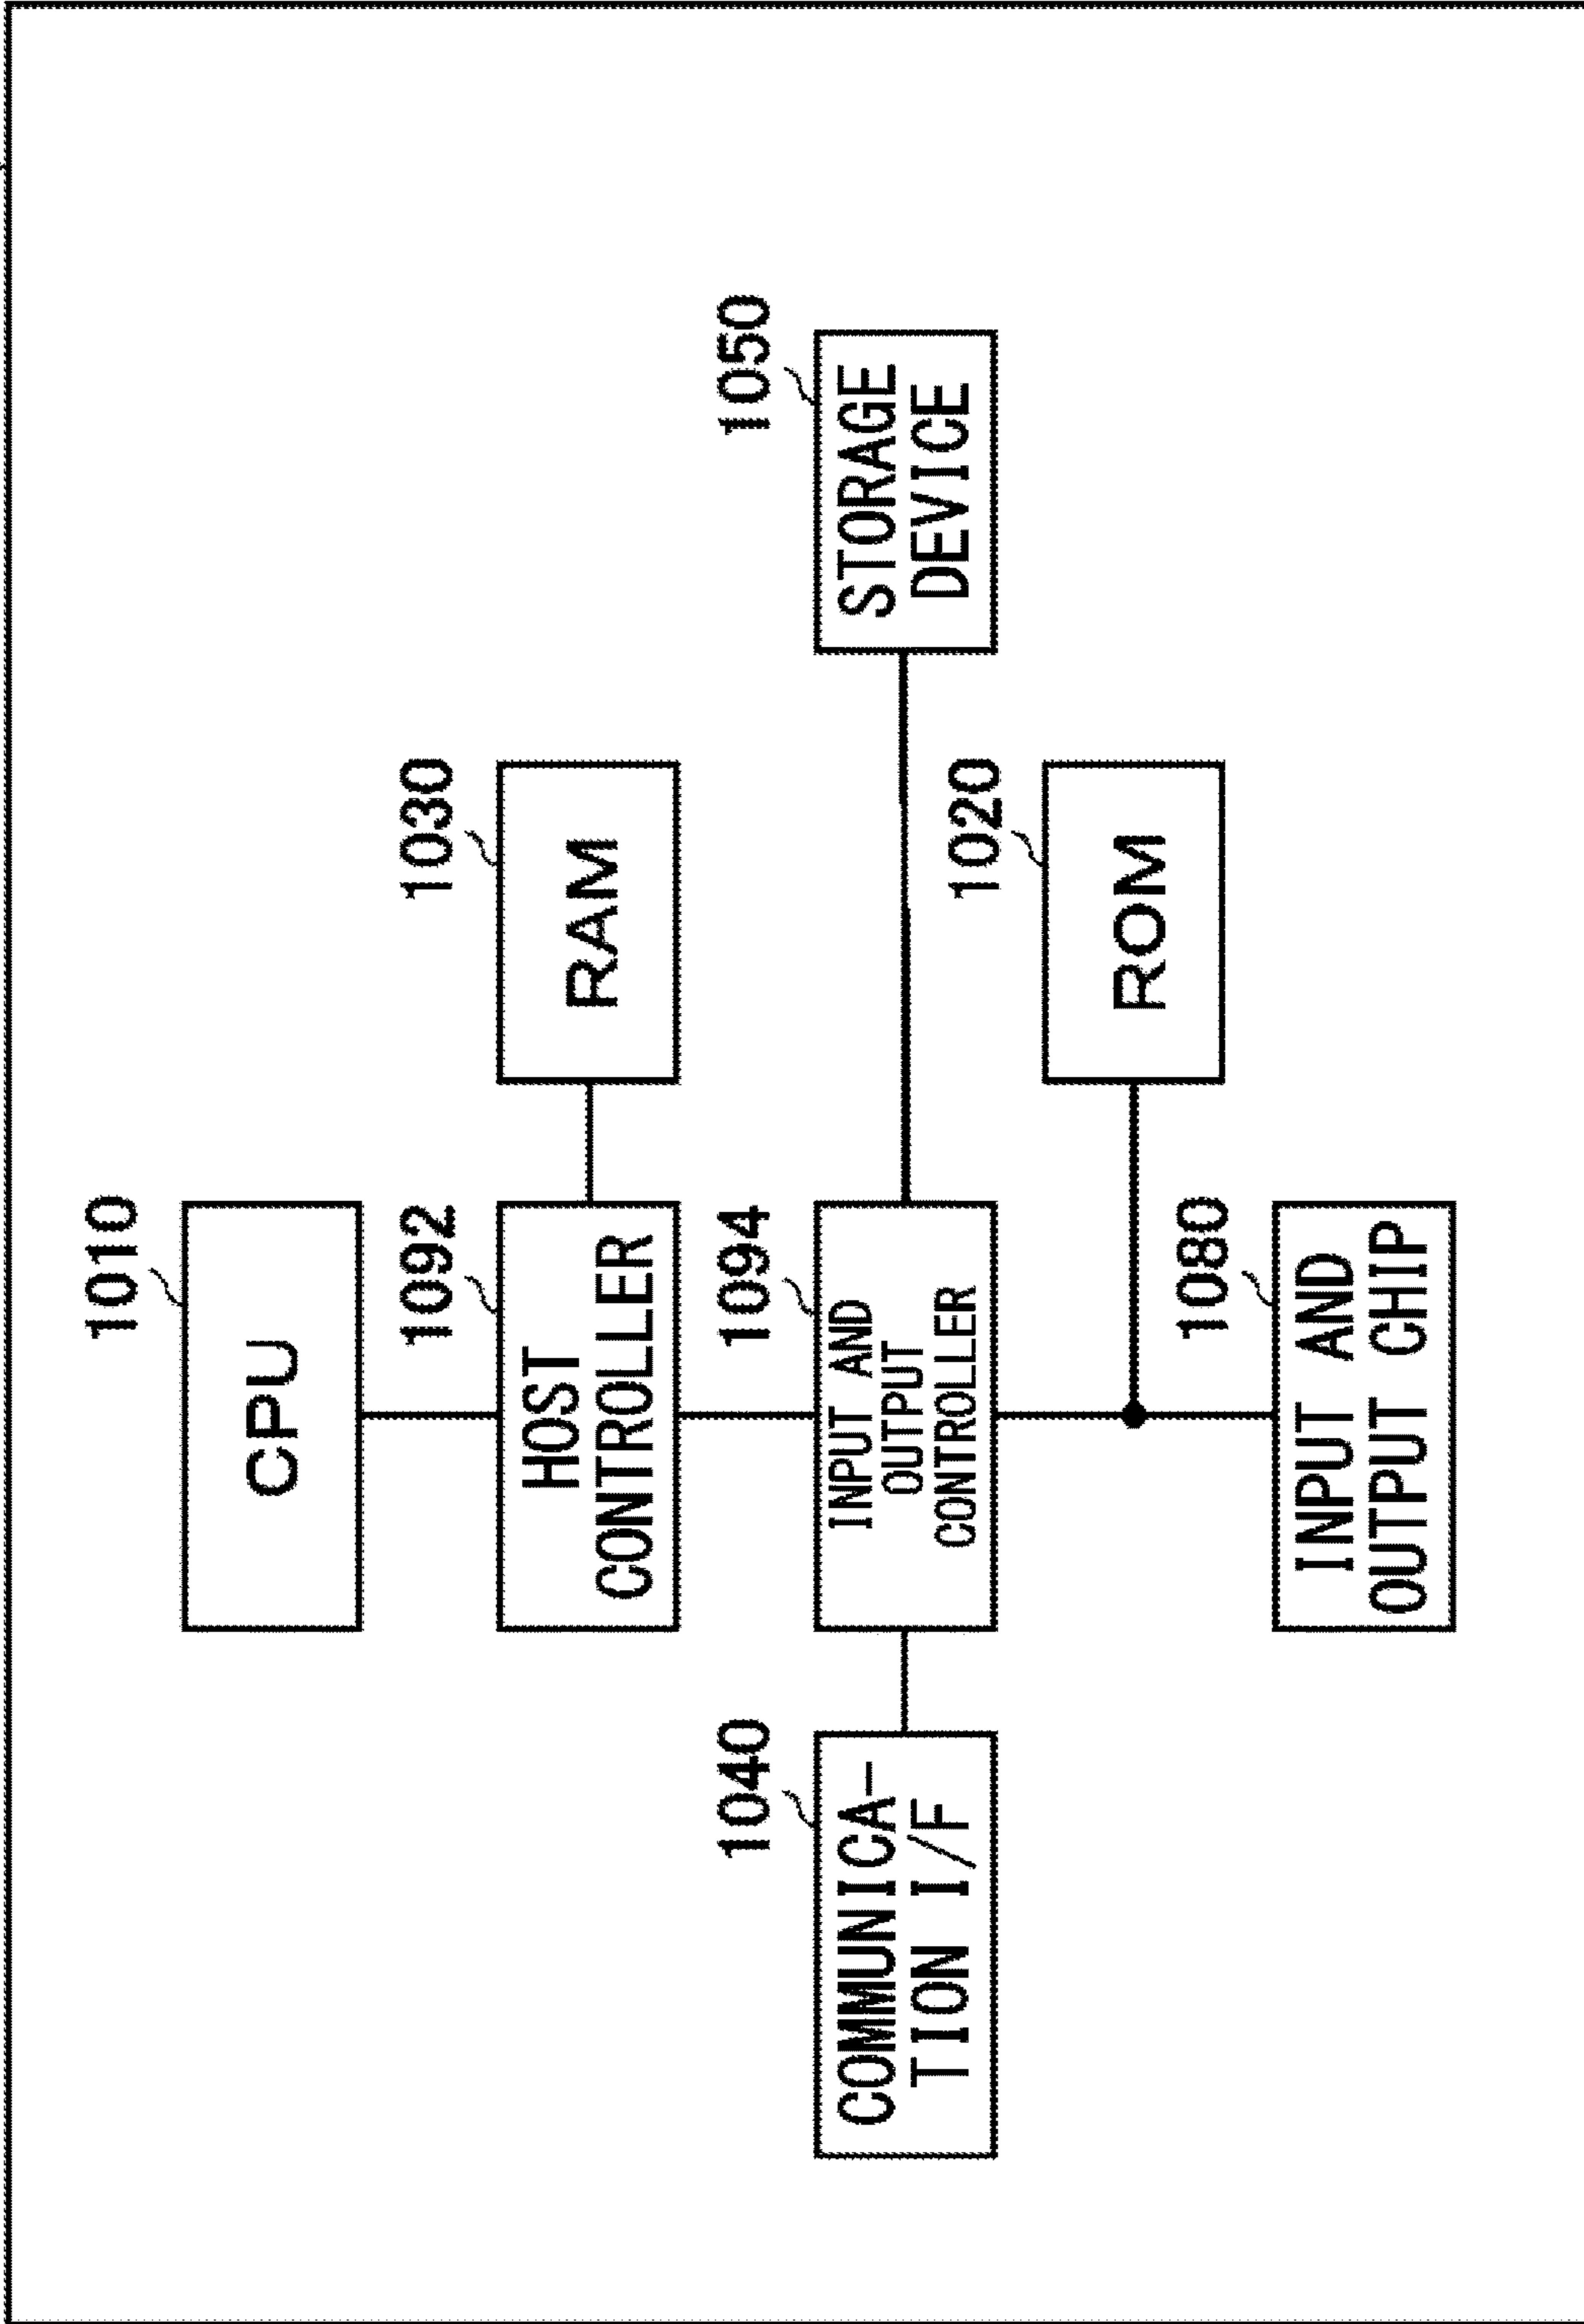 1010
CPU
1092
HOST
CONTROLLER
1030
RAM
1040
COMMUNICA-
TION I/F
1094
INPUT AND
OUTPUT
CONTROLLER
1050
STORAGE
DEVICE
1020
ROM
1080
INPUT AND
OUTPUT CHIP